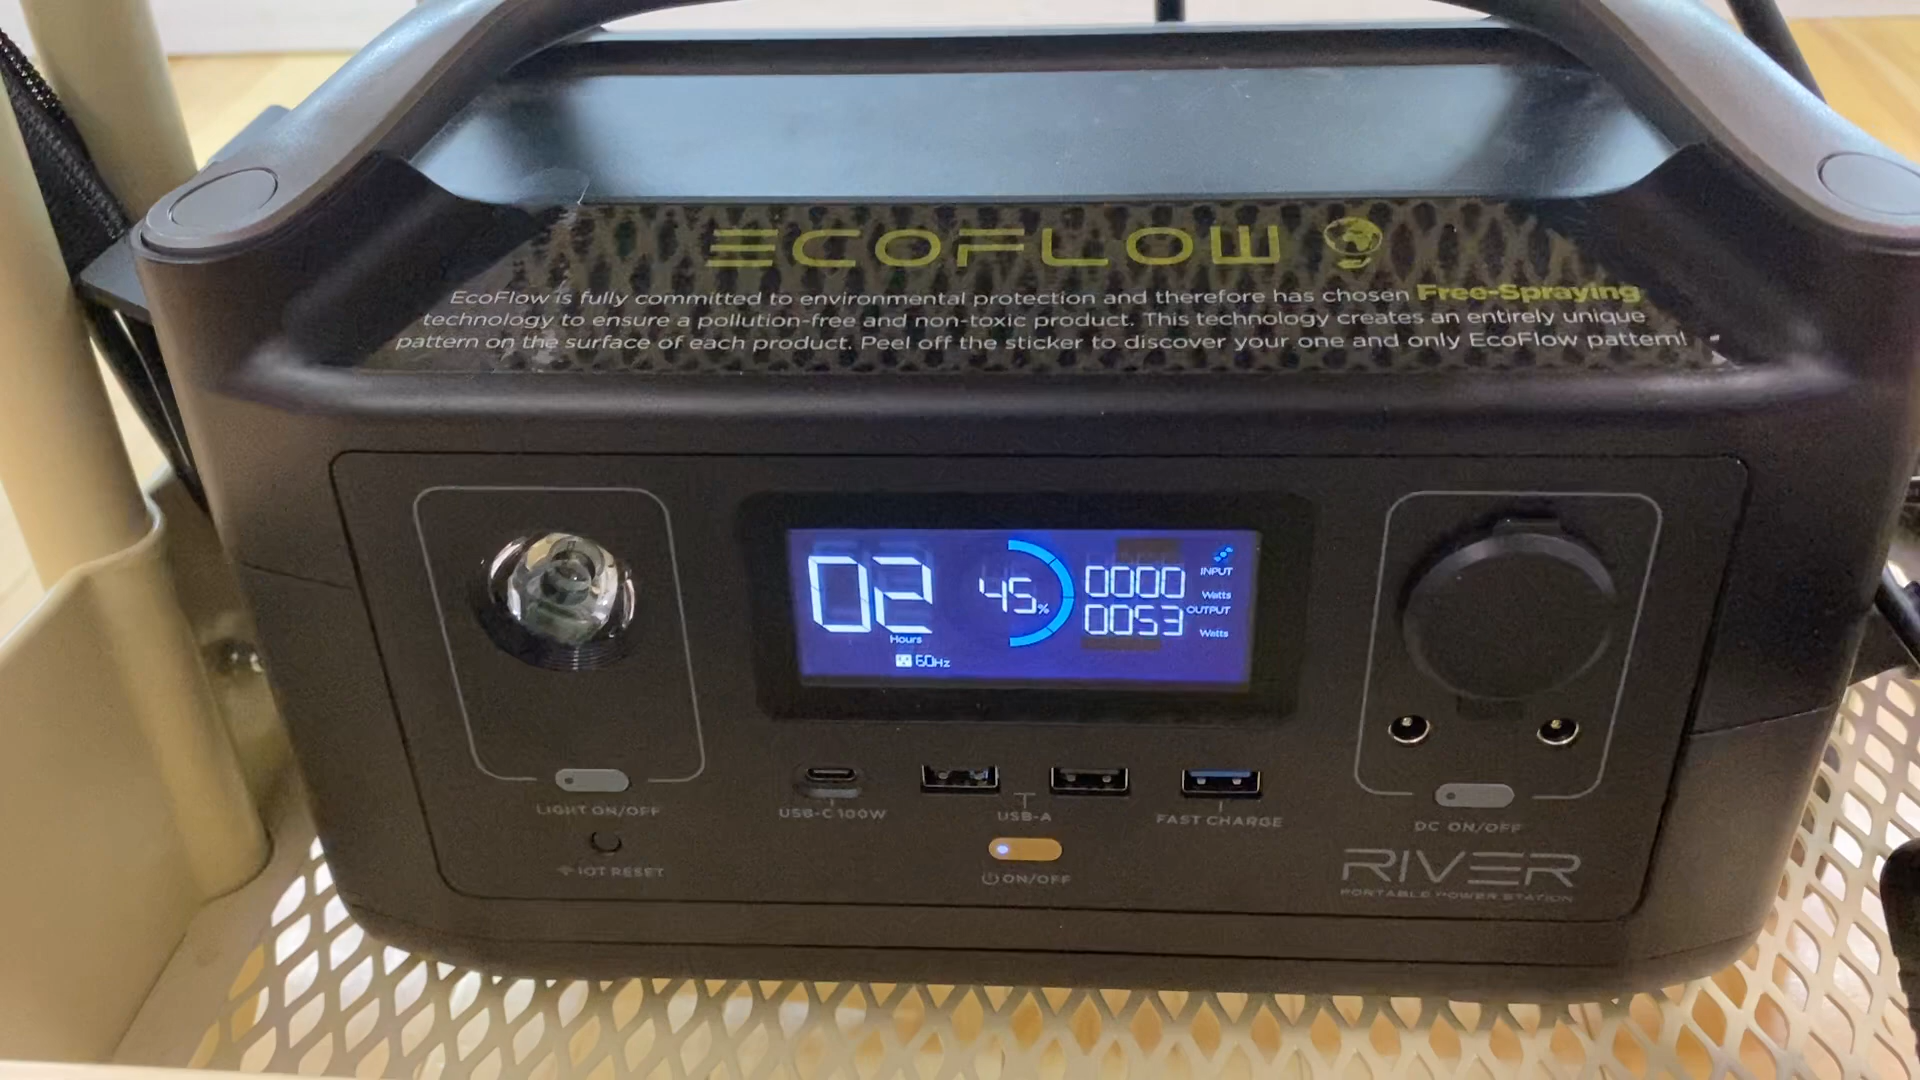 ECOFLOW
EcoFlow is fully committed to environmental protection and therefore has chosen Free-Spraying
technology to ensure a pollution-free and non-toxic product. This technology creates an entirely unique
pattern on the surface of each product. Peel off the sticker to discover your one and only EcoFlow pattern!
02
Hours
60Hz
45%
0000
INPUT
Watts
0053
OUTPUT
Watts
LIGHT ON/OFF
IOT RESET
USB-C 100W
USB-A
FAST CHARGE
ON/OFF
DC ON/OFF
RIVER
PORTABLE POWER STATION